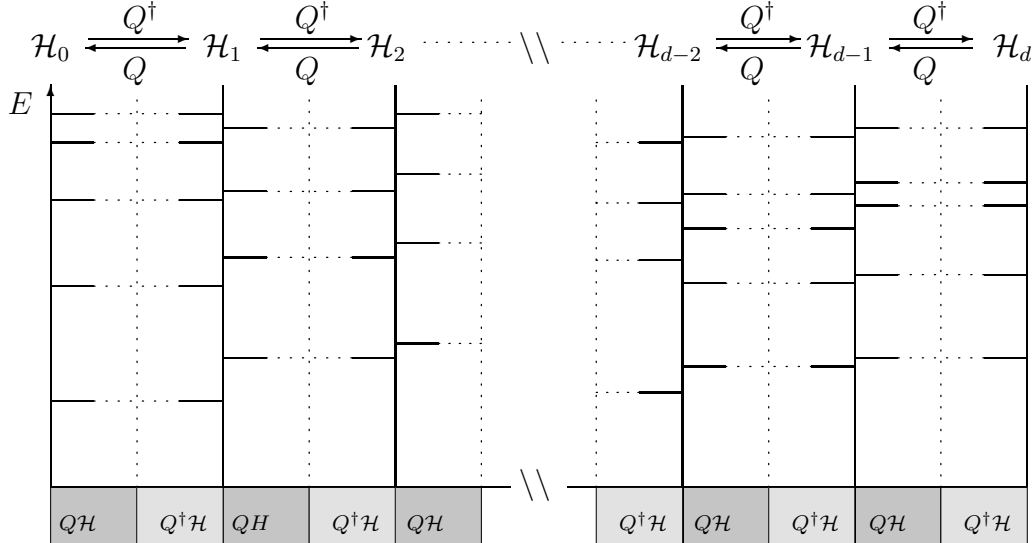 Q† Q† Q† Q†
ℋ₀ ℋ₁ ℋ₂ ........ \\ ........ ℋ_{d−2} ℋ_{d−1} ℋ_d
Q Q Q Q
E
\\
Qℋ Q†ℋ QH Q†ℋ Qℋ Q†ℋ Qℋ Q†ℋ Qℋ Q†ℋ